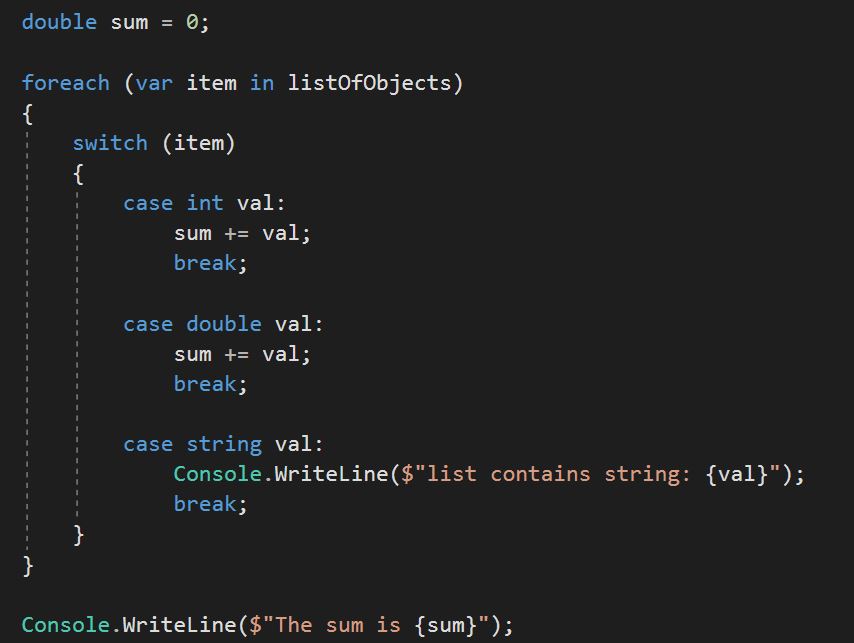 double sum = 0;
foreach (var item in listOfObjects)
{
switch (item)
{
case int val:
sum += val;
break;
case double val:
sum += val;
break;
case string val:
Console.WriteLine($"list contains string: {val}");
break;
}
}
Console.WriteLine($"The sum is {sum}");